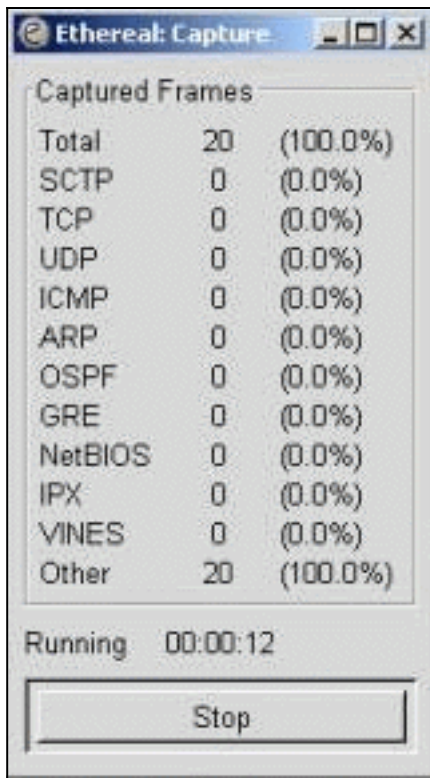 Ethereal: Capture
Captured Frames
Total 20 (100.0%)
SCTP 0 (0.0%)
TCP 0 (0.0%)
UDP 0 (0.0%)
ICMP 0 (0.0%)
ARP 0 (0.0%)
OSPF 0 (0.0%)
GRE 0 (0.0%)
NetBIOS 0 (0.0%)
IPX 0 (0.0%)
VINES 0 (0.0%)
Other 20 (100.0%)
Running 00:00:12
Stop